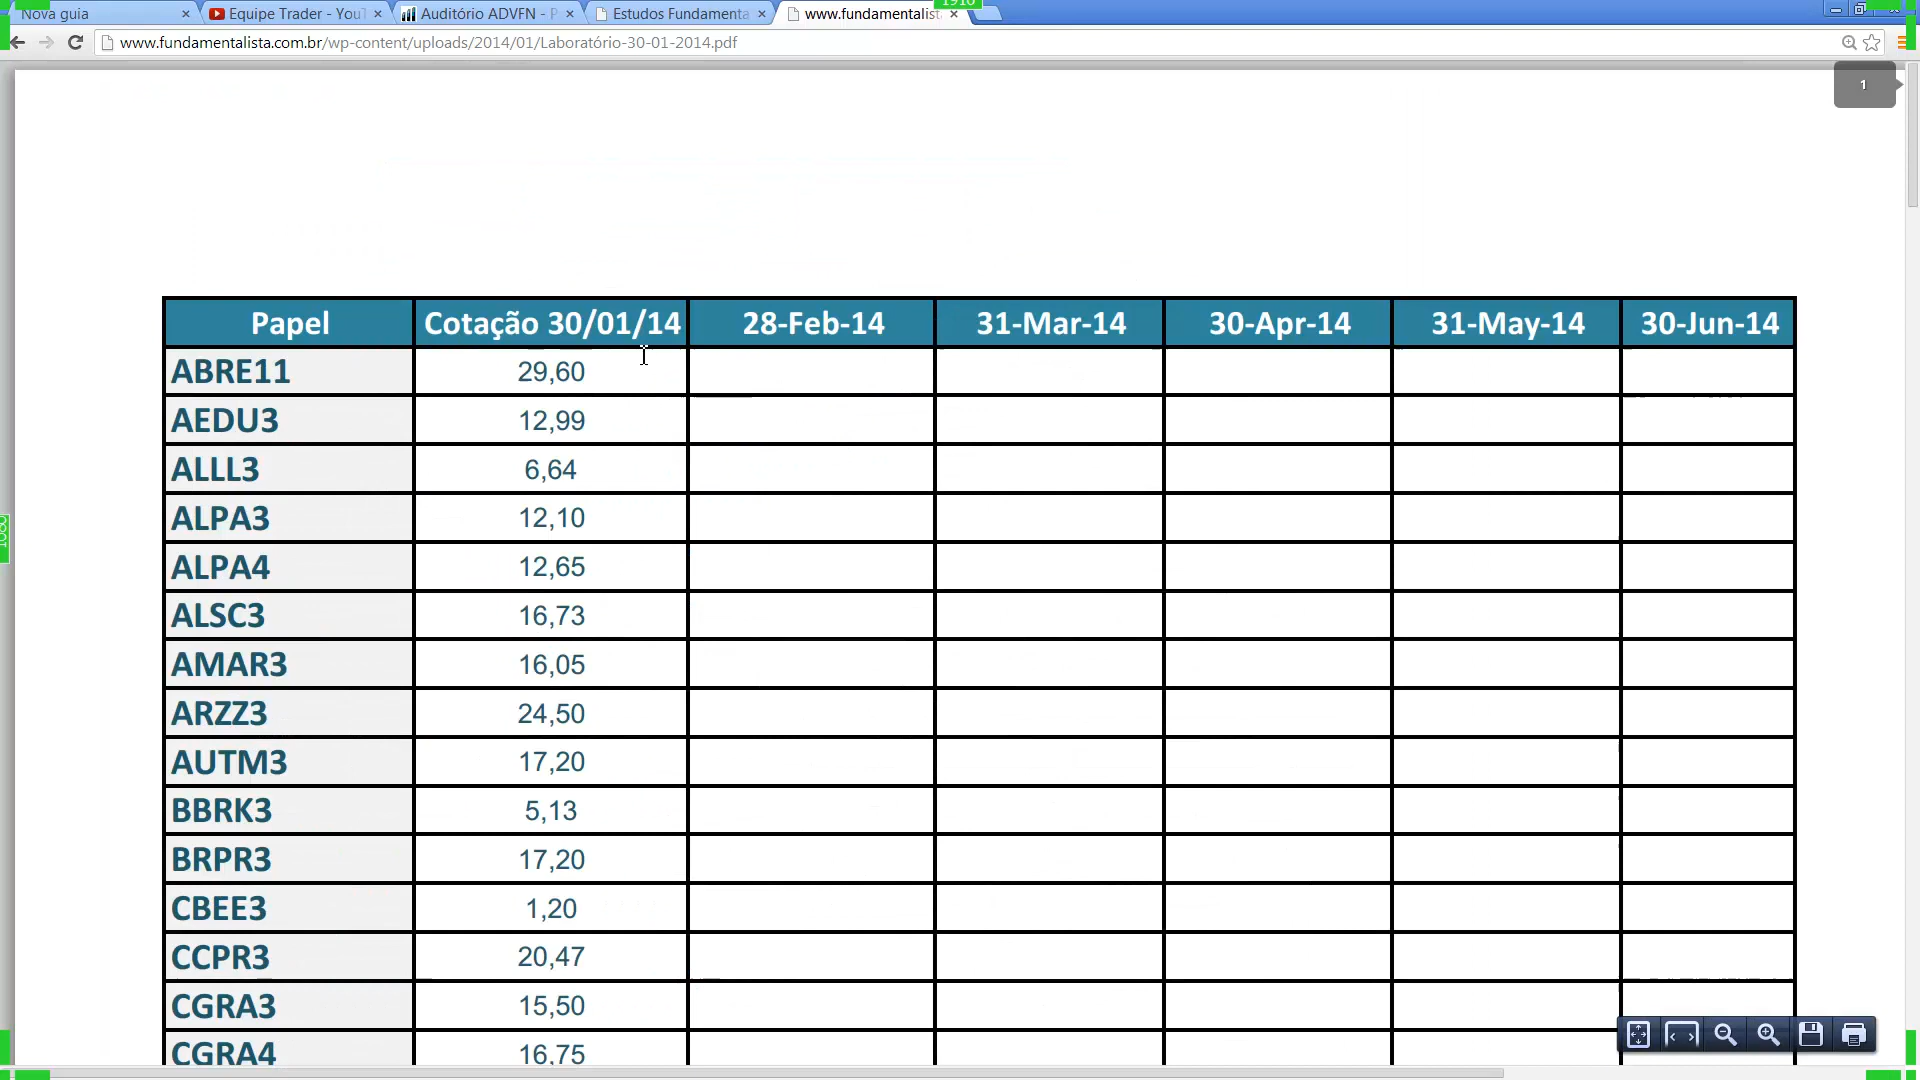 Nova guia
Equipe Trader - YouT
Auditório ADVFN - P
Estudos Fundamenta
www.fundamentalist
1910
www.fundamentalista.com.br/wp-content/uploads/2014/01/Laboratório-30-01-2014.pdf
1
1080
Papel Cotação 30/01/14 28-Feb-14 31-Mar-14 30-Apr-14 31-May-14 30-Jun-14
ABRE11 29,60
AEDU3 12,99
ALLL3 6,64
ALPA3 12,10
ALPA4 12,65
ALSC3 16,73
AMAR3 16,05
ARZZ3 24,50
AUTM3 17,20
BBRK3 5,13
BRPR3 17,20
CBEE3 1,20
CCPR3 20,47
CGRA3 15,50
CGRA4 16,75